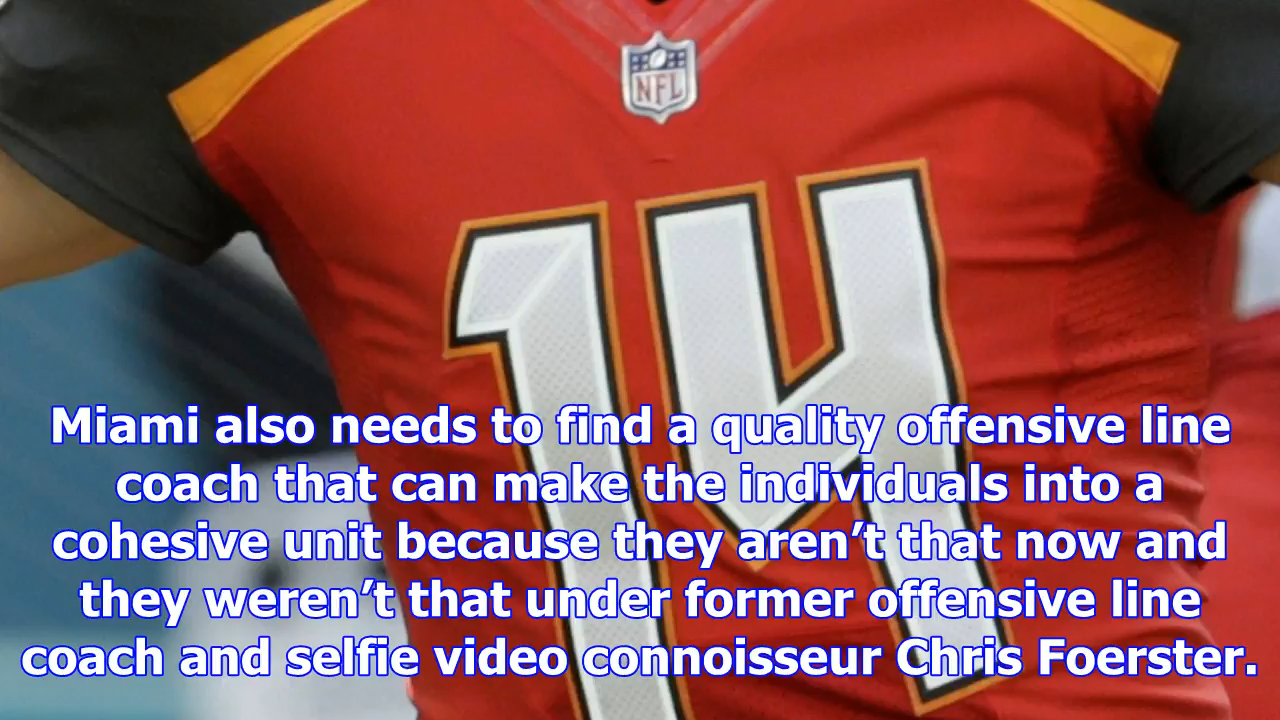 NFL
14
Miami also needs to find a quality offensive line
coach that can make the individuals into a
cohesive unit because they aren’t that now and
they weren’t that under former offensive line
coach and selfie video connoisseur Chris Foerster.